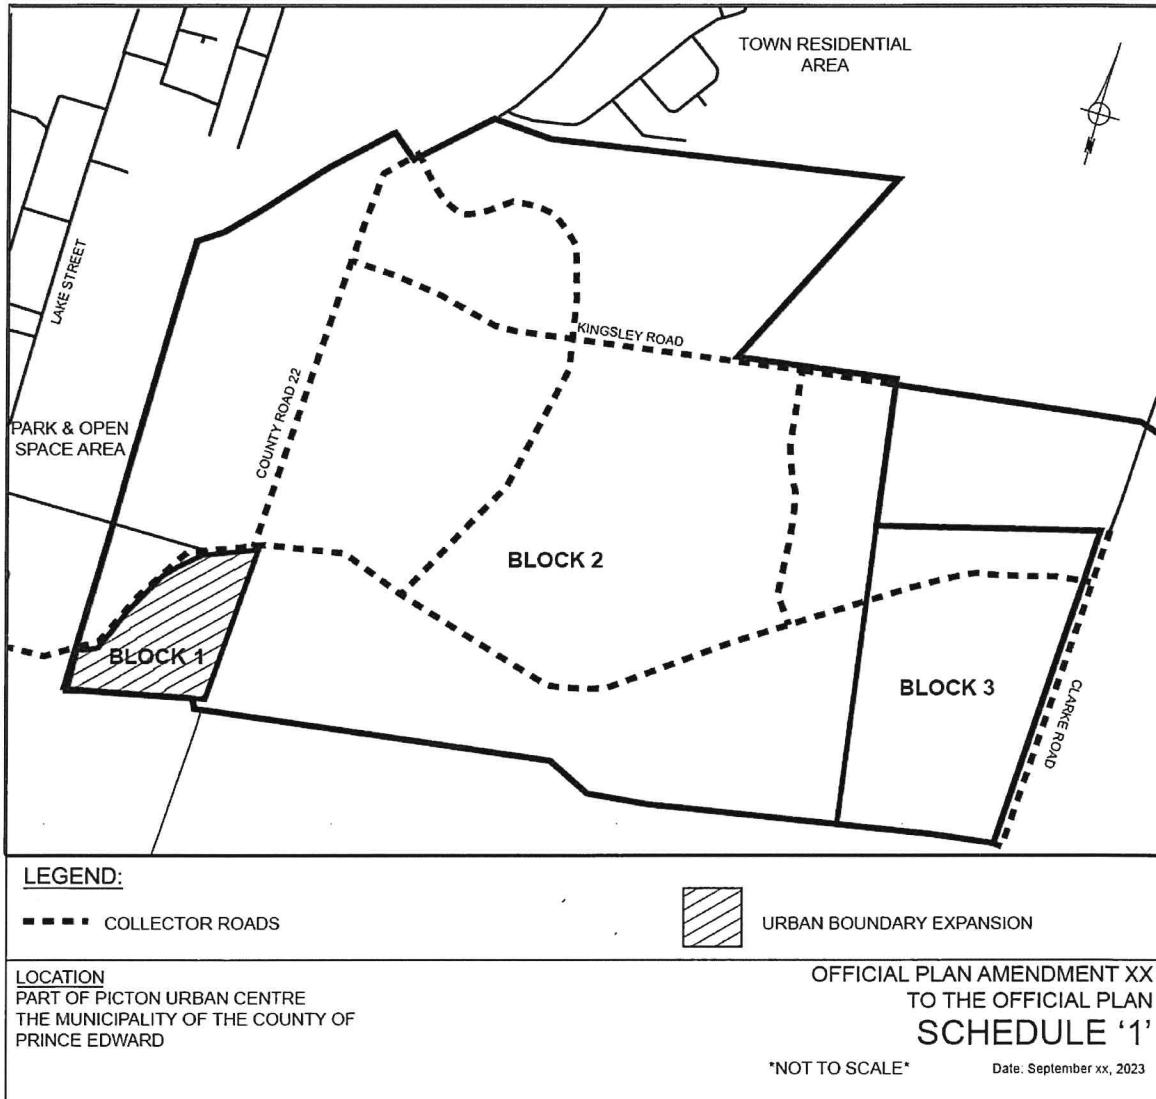 TOWN RESIDENTIAL
AREA
N
LAKE STREET
KINGSLEY ROAD
COUNTY ROAD 22
PARK & OPEN
SPACE AREA
BLOCK 2
BLOCK 1
BLOCK 3
CLARKE ROAD
LEGEND:
COLLECTOR ROADS
URBAN BOUNDARY EXPANSION
LOCATION
PART OF PICTON URBAN CENTRE
THE MUNICIPALITY OF THE COUNTY OF
PRINCE EDWARD
OFFICIAL PLAN AMENDMENT XX
TO THE OFFICIAL PLAN
SCHEDULE '1'
*NOT TO SCALE*
Date: September xx, 2023